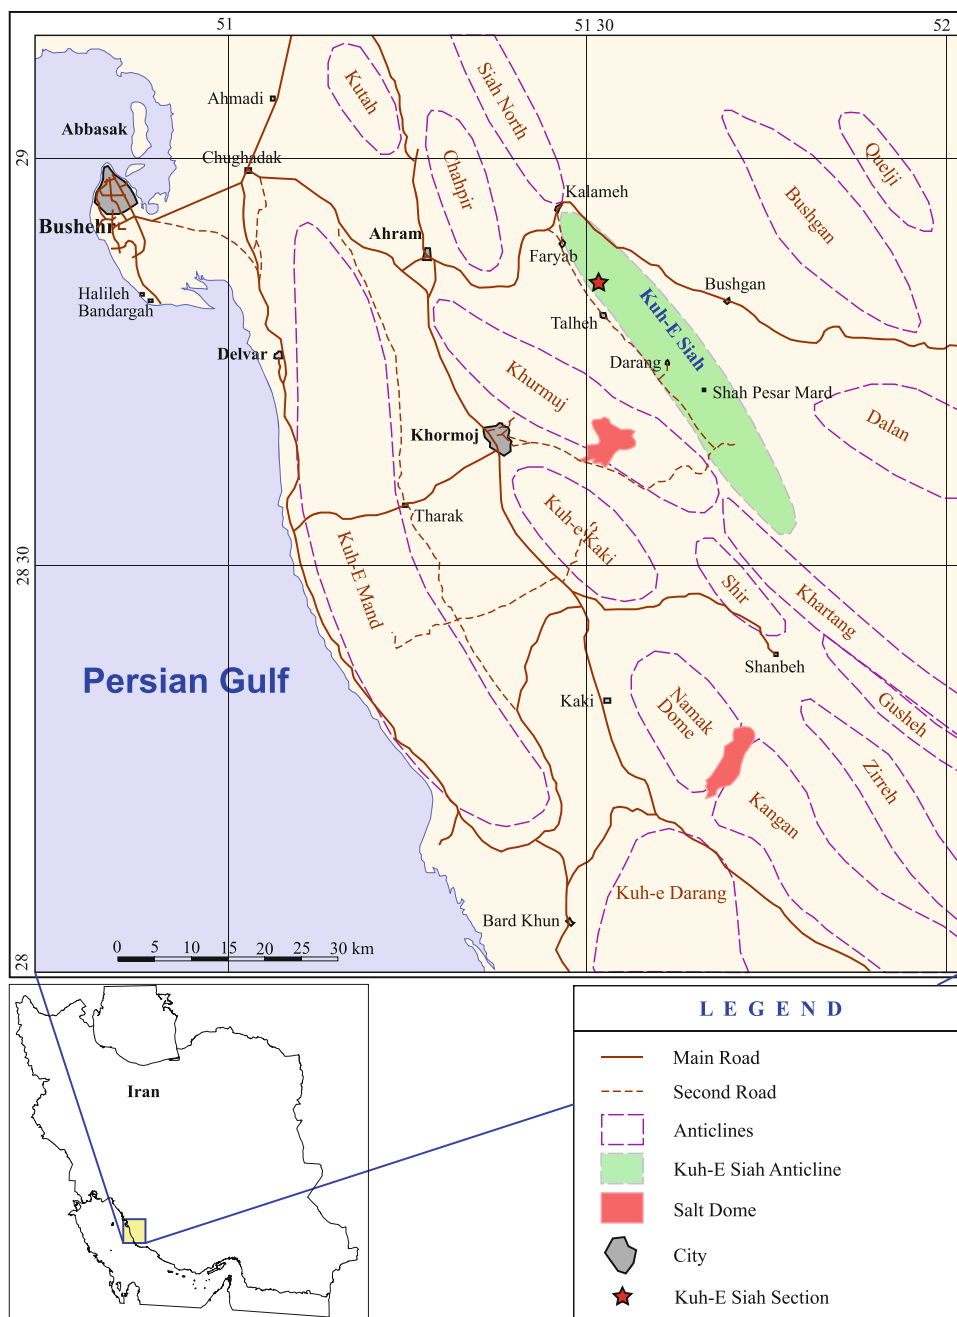 51
51 30
52
Siah North
Kutah
Ahmadi
Abbasak
Quelji
29
Chughadak
Chahpir
Kalameh
Bushgan
Bushehr
Ahram
Faryab
Bushgan
Halileh
Bandargah
Kuh-E Siah
Talheh
Delvar
Darang
Khurmuj
Shah Pesar Mard
Dalan
Khormoj
Tharak
Kuh-e Kaki
Kuh-E Mand
28 30
Shir
Khartang
Shanbeh
Persian Gulf
Kaki
Namak
Dome
Gusheh
Zirreh
Kangan
Kuh-e Darang
Bard Khun
0 5 10 15 20 25 30 km
28
Iran
LEGEND
Main Road
Second Road
Anticlines
Kuh-E Siah Anticline
Salt Dome
City
Kuh-E Siah Section